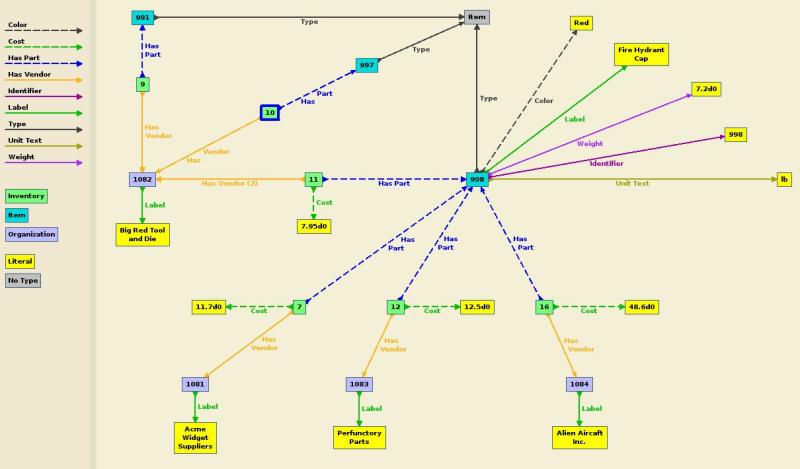 Color
Cost
Has Part
Has Vendor
Identifier
Label
Type
Unit Text
Weight
Inventory
Item
Organization
Literal
No Type
991
Type
Item
Red
Has
Part
Type
Fire Hydrant
Cap
997
9
Part
Has
Type
Color
7.2d0
10
Label
Has
Vendor
Vendor
Has
Weight
998
Identifier
1082
Has Vendor (2)
11
Has Part
998
Unit Text
lb
Label
Cost
Big Red Tool
and Die
7.95d0
Has
Part
Has
Part
Has
Part
11.7d0
Cost
7
12
Cost
12.5d0
16
Cost
48.6d0
Has
Vendor
Has
Vendor
Has
Vendor
1081
1083
1084
Label
Label
Label
Acme
Widget
Suppliers
Perfunctory
Parts
Alien Aircaft
Inc.